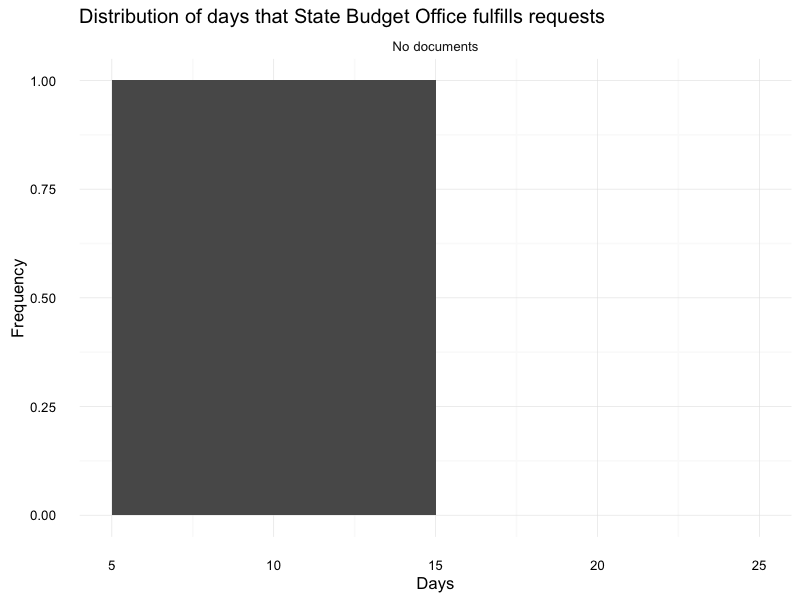 Distribution of days that State Budget Office fulfills requests
No documents
1.00
0.75
0.50
0.25
0.00
Frequency
5 10 15 20 25
Days